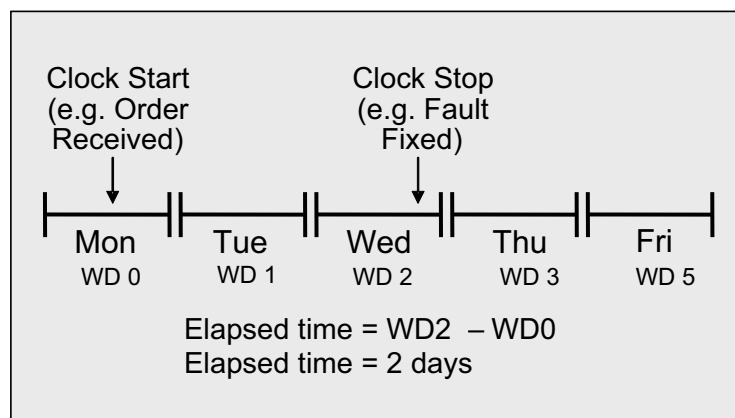 Clock Start
(e.g. Order
Received)
Clock Stop
(e.g. Fault
Fixed)
Mon
Tue
Wed
Thu
Fri
WD 0
WD 1
WD 2
WD 3
WD 5
Elapsed time = WD2 – WD0
Elapsed time = 2 days